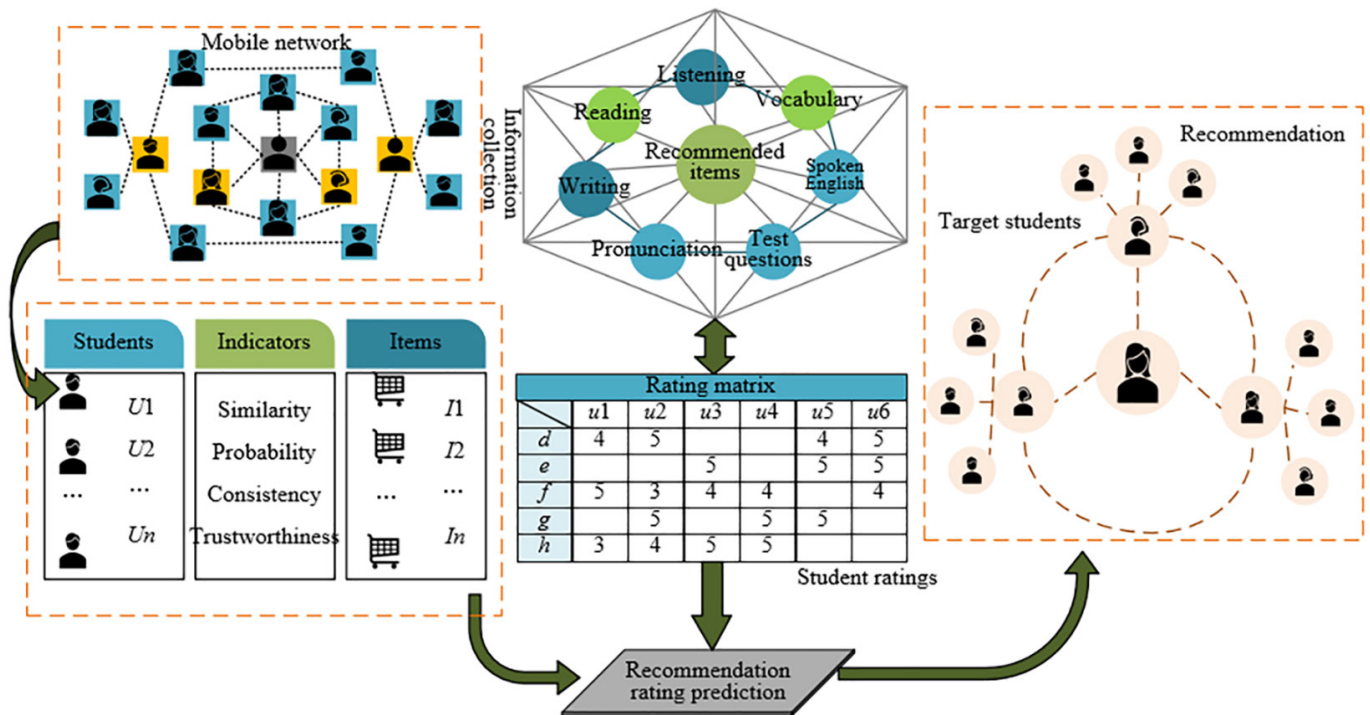 Mobile network
Information
collection
Listening
Reading
Vocabulary
Recommended
items
Writing
Spoken
English
Pronunciation
Test
questions
Recommendation
Target students
Students
Indicators
Items
U1
Similarity
I1
U2
Probability
I2
... ... Consistency ... ...
Un
Trustworthiness
In
Rating matrix
u1 u2 u3 u4 u5 u6
d 4 5 4 5
e 5 5 5
f 5 3 4 4 4
g 5 5 5
h 3 4 5 5
Student ratings
Recommendation
rating prediction